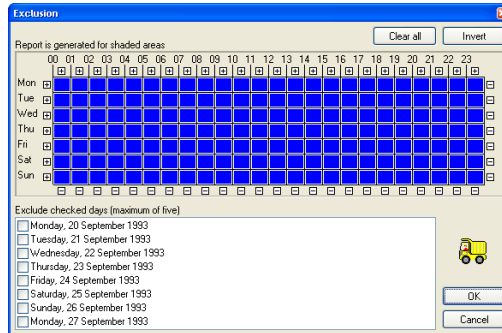 Exclusion
Clear all
Invert
Report is generated for shaded areas
00 01 02 03 04 05 06 07 08 09 10 11 12 13 14 15 16 17 18 19 20 21 22 23
Mon
Tue
Wed
Thu
Fri
Sat
Sun
Exclude checked days (maximum of five)
Monday, 20 September 1993
Tuesday, 21 September 1993
Wednesday, 22 September 1993
Thursday, 23 September 1993
Friday, 24 September 1993
Saturday, 25 September 1993
Sunday, 26 September 1993
Monday, 27 September 1993
OK
Cancel